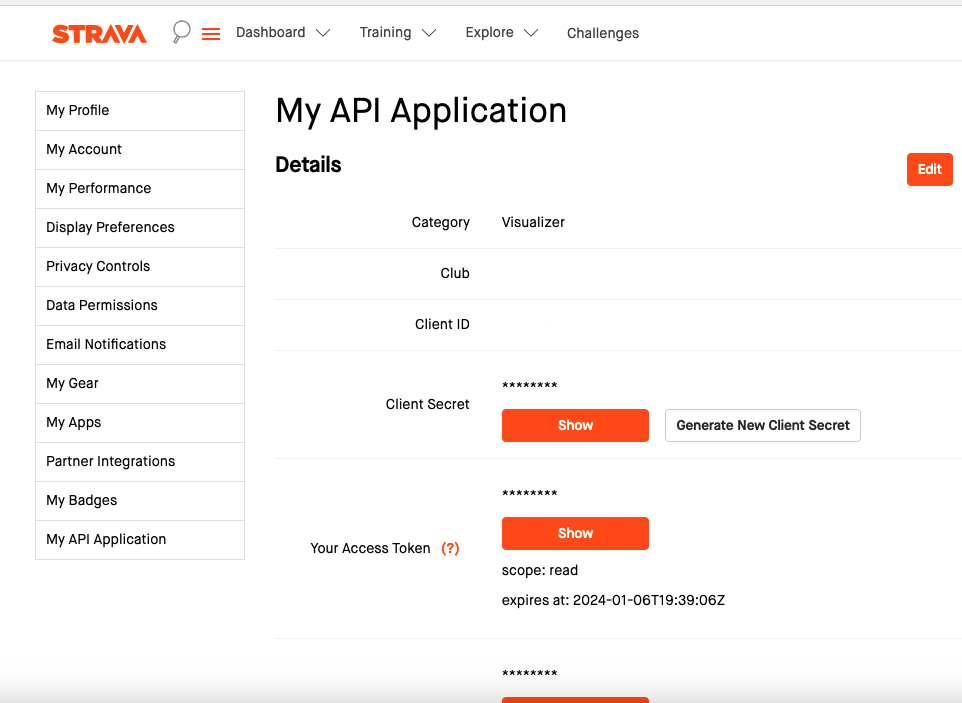 STRAVA Dashboard Training Explore Challenges
My Profile
My Account
My Performance
Display Preferences
Privacy Controls
Data Permissions
Email Notifications
My Gear
My Apps
Partner Integrations
My Badges
My API Application
My API Application
Details
Edit
Category Visualizer
Club
Client ID
Client Secret
********
Show Generate New Client Secret
Your Access Token (?)
********
Show
scope: read
expires at: 2024-01-06T19:39:06Z
********